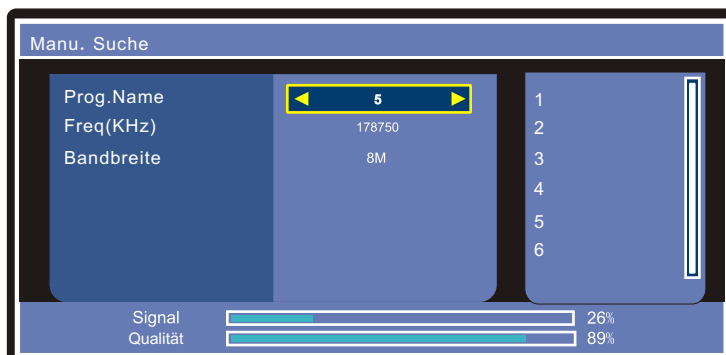 Manu. Suche
Prog.Name 5
Freq(KHz) 178750
Bandbreite 8M
1
2
3
4
5
6
Signal 26%
Qualität 89%